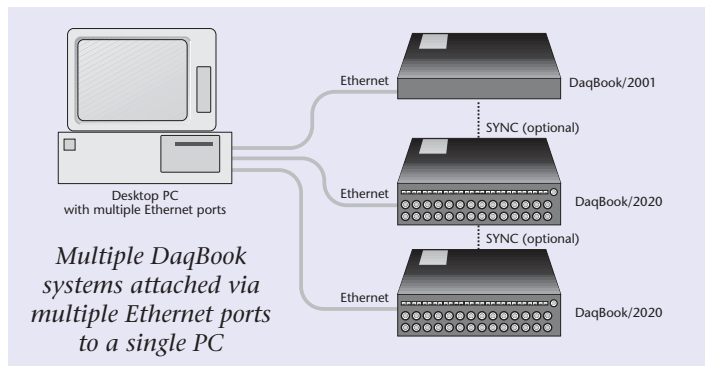 Ethernet
DaqBook/2001
SYNC (optional)
Desktop PC
with multiple Ethernet ports
Ethernet
DaqBook/2020
SYNC (optional)
Multiple DaqBook
systems attached via
multiple Ethernet ports
to a single PC
Ethernet
DaqBook/2020